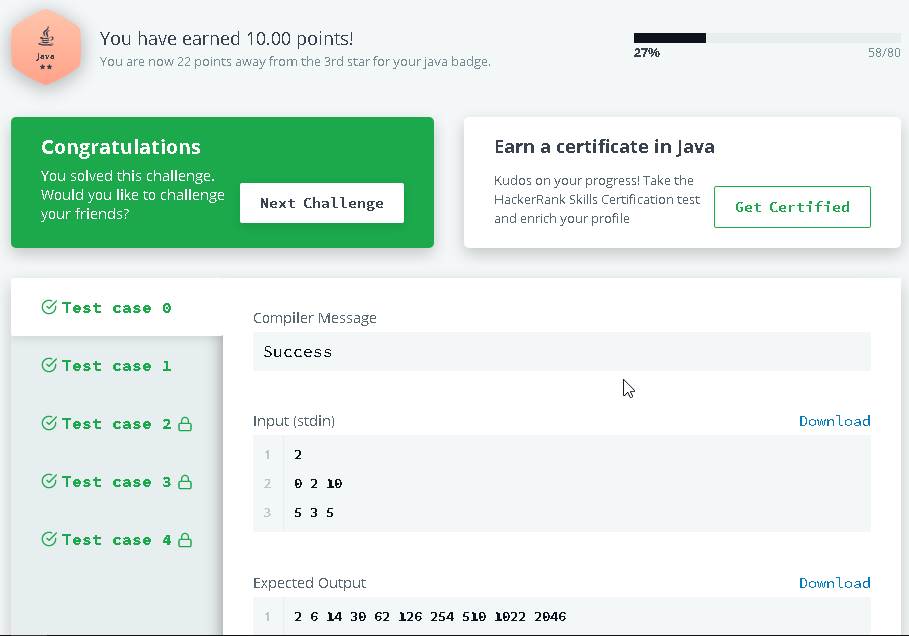 Java
★★
You have earned 10.00 points!
You are now 22 points away from the 3rd star for your java badge.
27%
58/80
Congratulations
You solved this challenge.
Would you like to challenge
your friends?
Next Challenge
Earn a certificate in Java
Kudos on your progress! Take the
HackerRank Skills Certification test
and enrich your profile
Get Certified
Test case 0
Test case 1
Test case 2
Test case 3
Test case 4
Compiler Message
Success
Input (stdin)
Download
1 2
2 0 2 10
3 5 3 5
Expected Output
Download
1 2 6 14 30 62 126 254 510 1022 2046